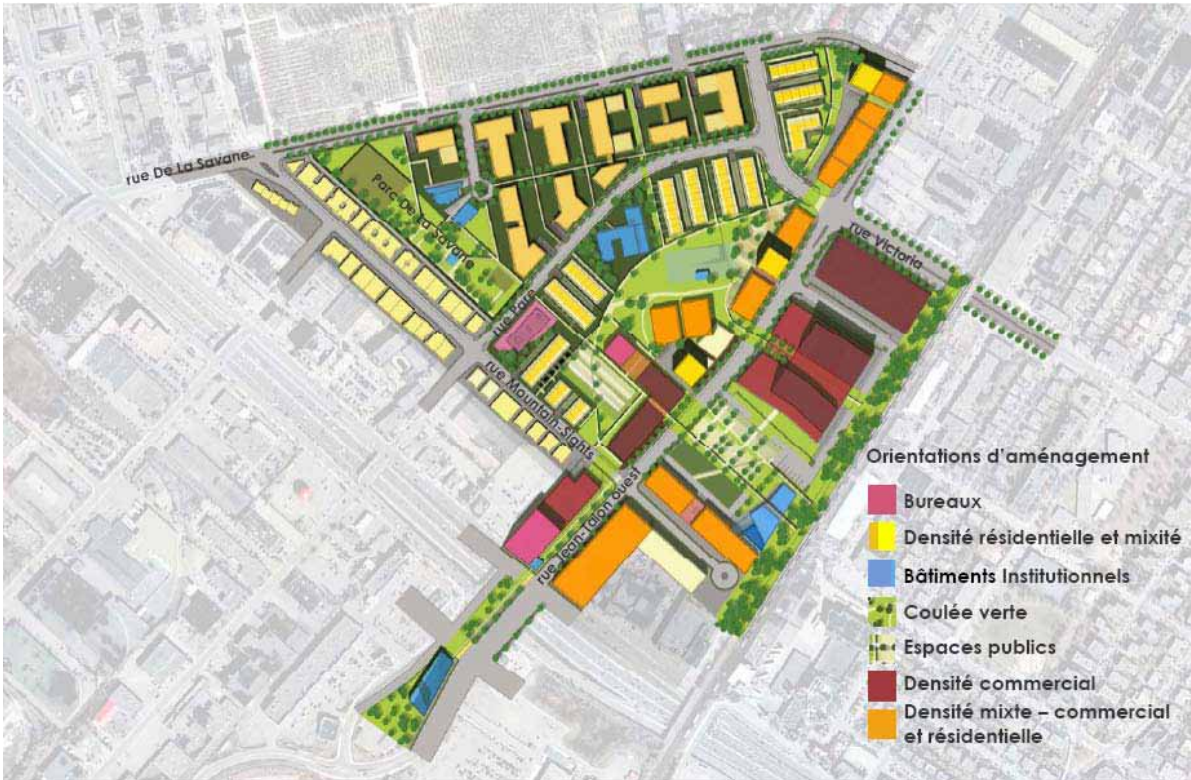 rue De La Savane
Parc De La Savane
rue Paré
rue Mountain-Sights
rue Jean-Talon ouest
rue Victoria
Orientations d'aménagement
Bureaux
Densité résidentielle et mixité
Bâtiments Institutionnels
Coulée verte
Espaces publics
Densité commercial
Densité mixte – commercial
et résidentielle